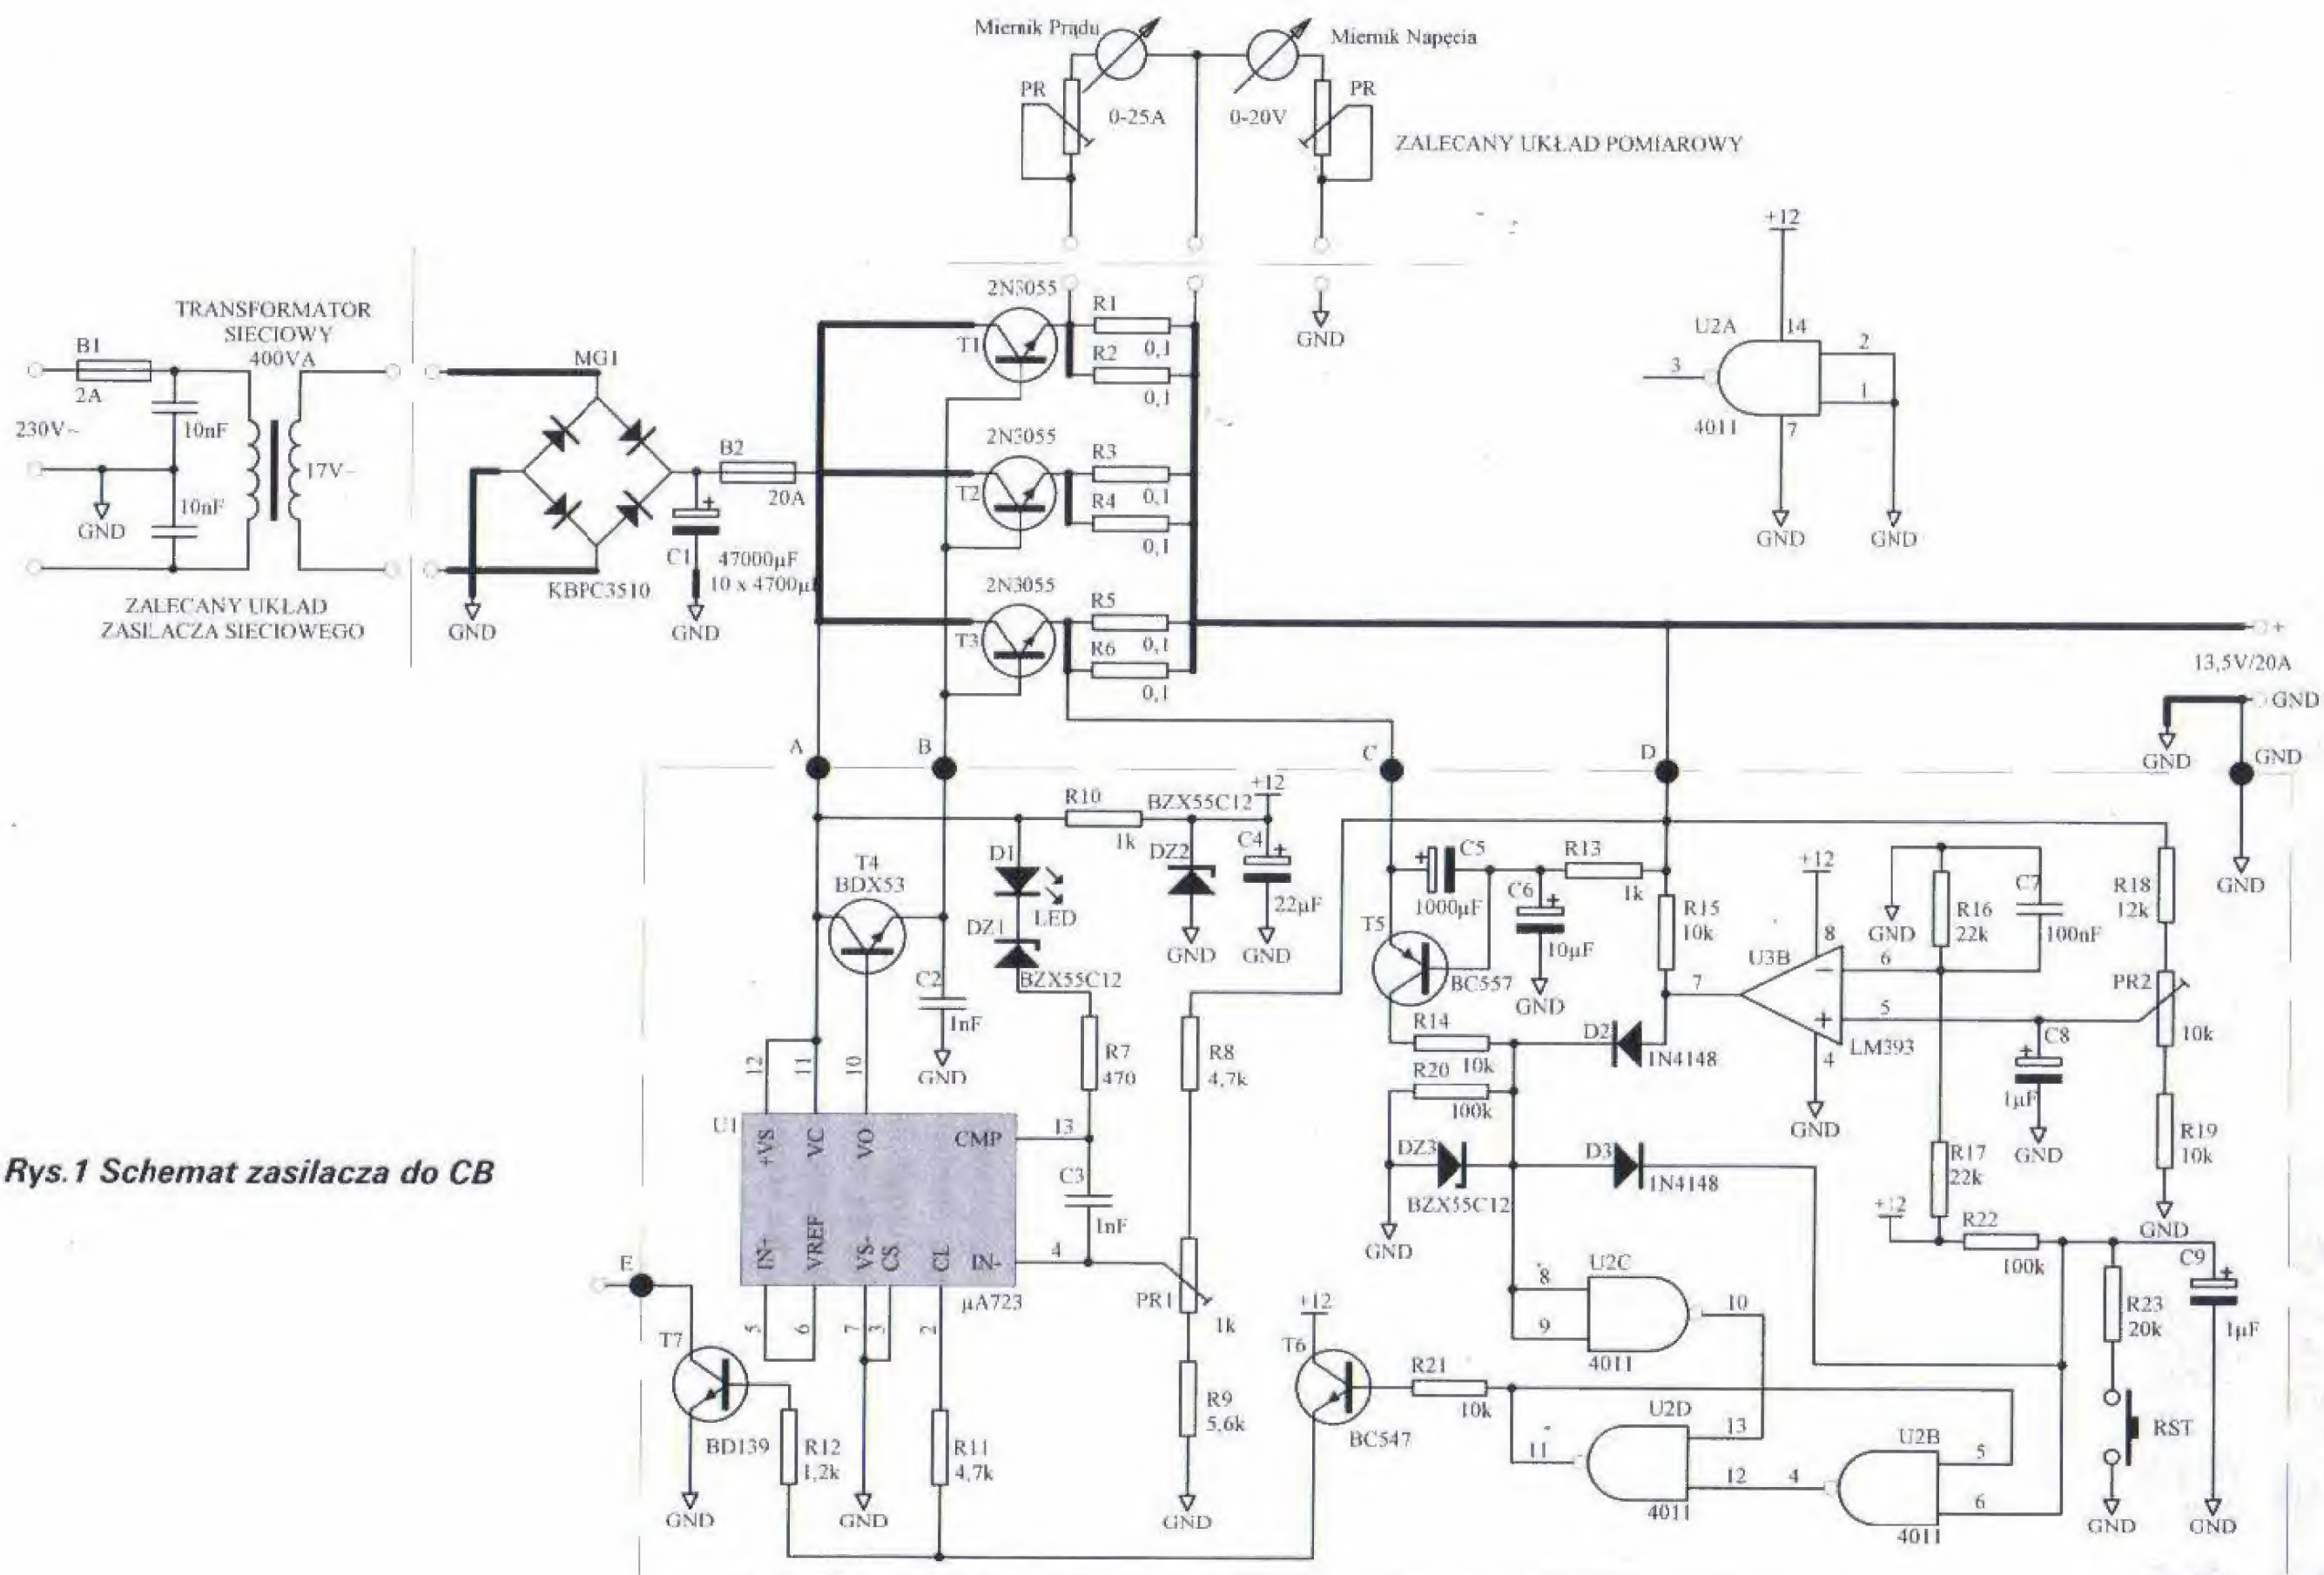 Miernik Prądu
Miernik Napęcia
PR
0-25A
0-20V
PR
ZALECANY UKŁAD POMIAROWY
+12
U2A
14
2
3
1
4011
7
GND
GND
TRANSFORMATOR
SIECIOWY
400VA
B1
2A
230V~
10nF
10nF
GND
17V~
ZALECANY UKŁAD
ZASILACZA SIECIOWEGO
MG1
KBPC3510
GND
B2
20A
C1
+
47000µF
10 x 4700µ
GND
2N3055
T1
R1
0,1
R2
0,1
GND
2N3055
T2
R3
0,1
R4
0,1
2N3055
T3
R5
0,1
R6
0,1
+
13,5V/20A
GND
GND
GND
GND
A
B
C
D
T4
BDX53
D1
LED
DZ1
BZX55C12
R10
1k
BZX55C12
DZ2
GND
+12
C4
+
22µF
GND
C2
1nF
GND
R7
470
R8
4,7k
C5
+
1000µF
T5
BC557
C6
+
10µF
GND
R13
1k
R15
10k
R14
10k
R20
100k
D2
1N4148
DZ3
BZX55C12
GND
D3
1N4148
+12
8
U3B
7
6
5
4
LM393
GND
GND
R16
22k
C7
100nF
R18
12k
PR2
10k
C8
+
1µF
GND
R19
10k
GND
R17
22k
+12
R22
100k
R23
20k
C9
+
1µF
RST
GND
GND
U1
12
11
10
+VS
VC
VO
CMP
13
C3
1nF
IN+
VREF
VS-
CS
CL
IN-
4
µA723
5
6
7
3
2
PR1
1k
R9
5,6k
GND
E
T7
BD139
GND
R12
1,2k
GND
R11
4,7k
+12
T6
BC547
R21
10k
8
9
U2C
10
4011
U2D
11
13
12
4011
U2B
4
5
6
4011
Rys.1 Schemat zasilacza do CB